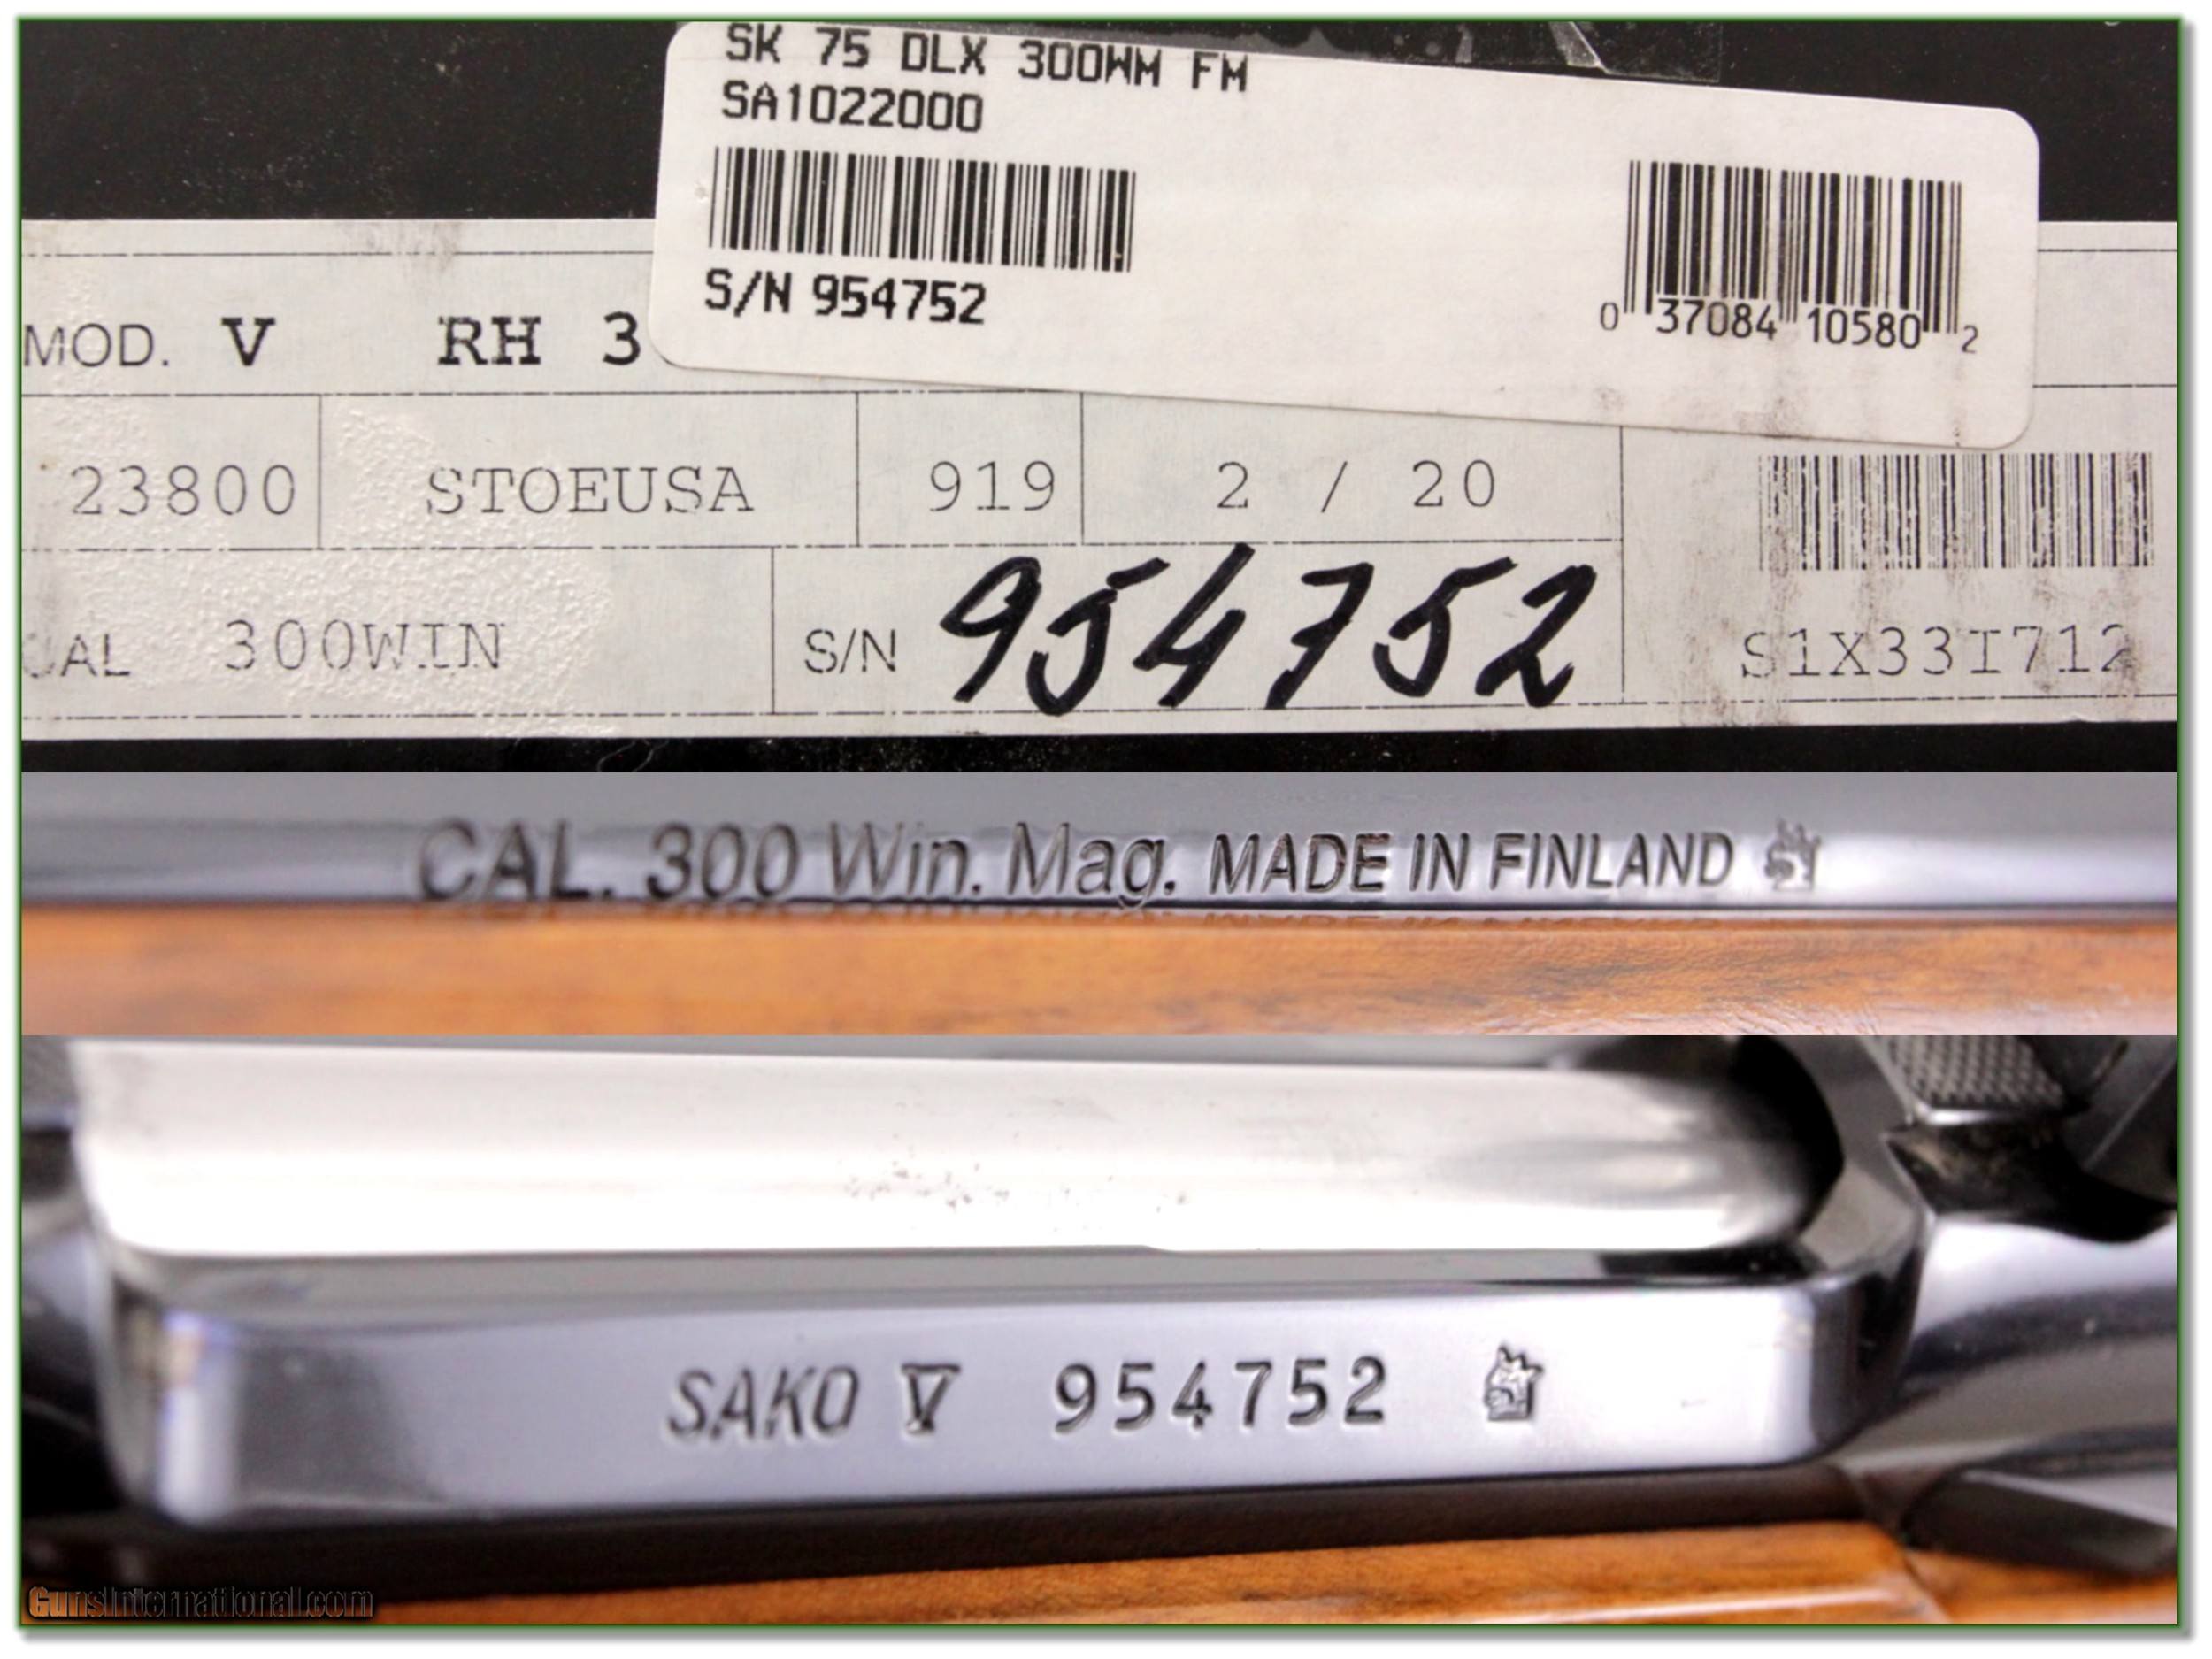 SK 75 DLX 300WM FM
SA1022000
S/N 954752
0 37084 10580 2
MOD. V RH 3
23800 STOEUSA 919 2 / 20
CAL 300WIN S/N 954752 S1X33I712
CAL. 300 Win. Mag. MADE IN FINLAND
SAKO V 954752
GunsInternational.com